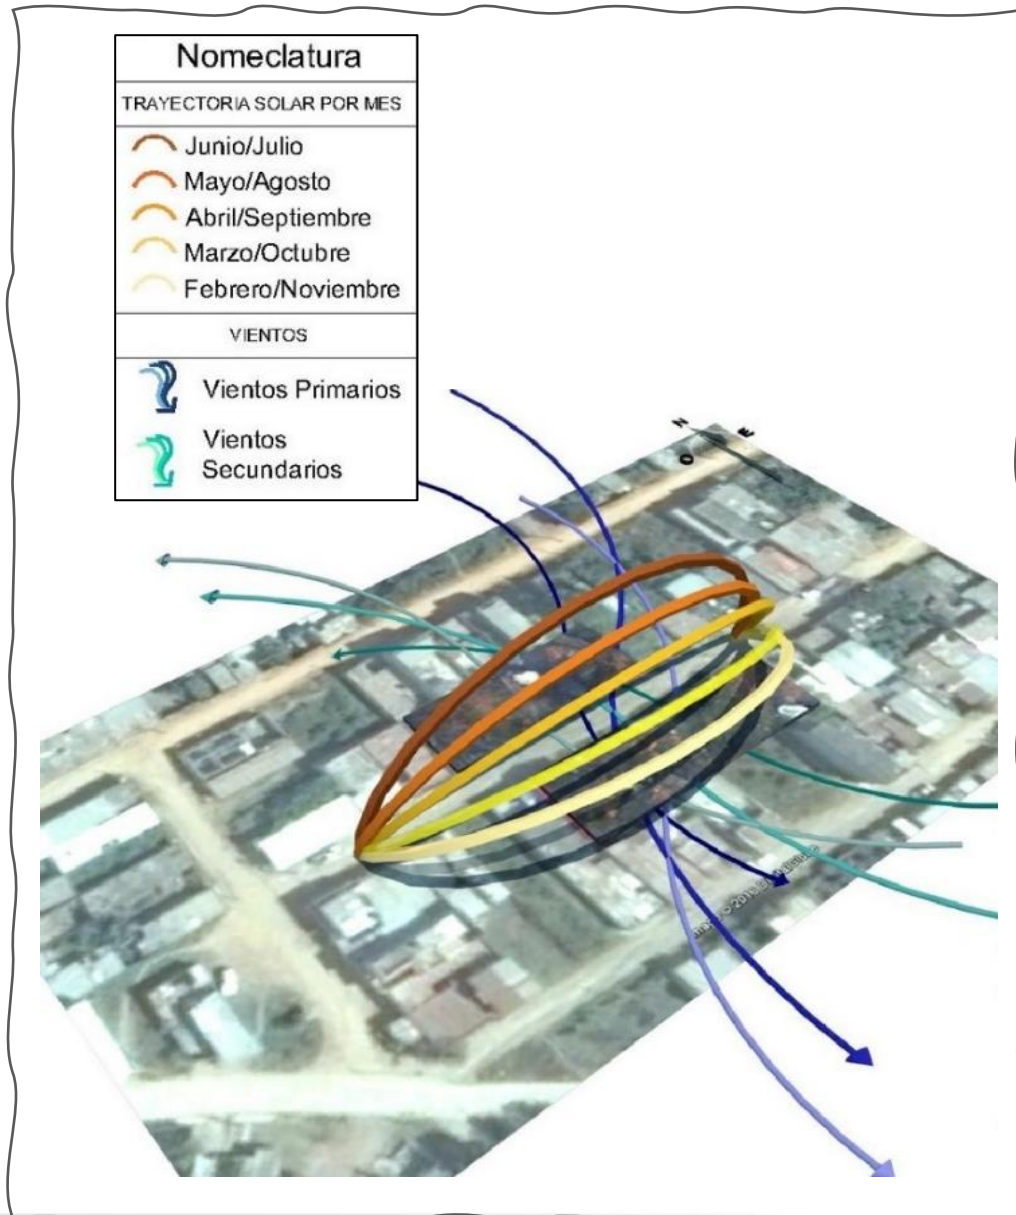 Nomeclatura
TRAYECTORIA SOLAR POR MES
Junio/Julio
Mayo/Agosto
Abril/Septiembre
Marzo/Octubre
Febrero/Noviembre
VIENTOS
Vientos Primarios
Vientos
Secundarios
N
E
O